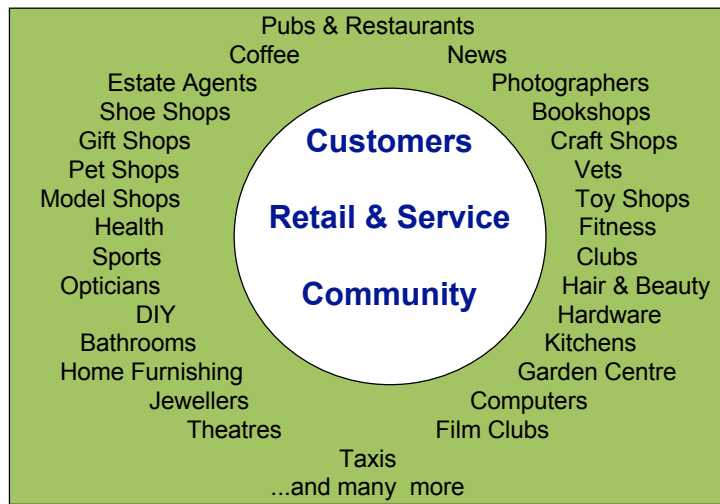 Pubs & Restaurants
Coffee
News
Estate Agents
Photographers
Shoe Shops
Bookshops
Gift Shops
Customers
Craft Shops
Pet Shops
Vets
Model Shops
Toy Shops
Retail & Service
Health
Fitness
Sports
Clubs
Opticians
Community
Hair & Beauty
DIY
Hardware
Bathrooms
Kitchens
Home Furnishing
Garden Centre
Jewellers
Computers
Theatres
Film Clubs
Taxis
...and many more